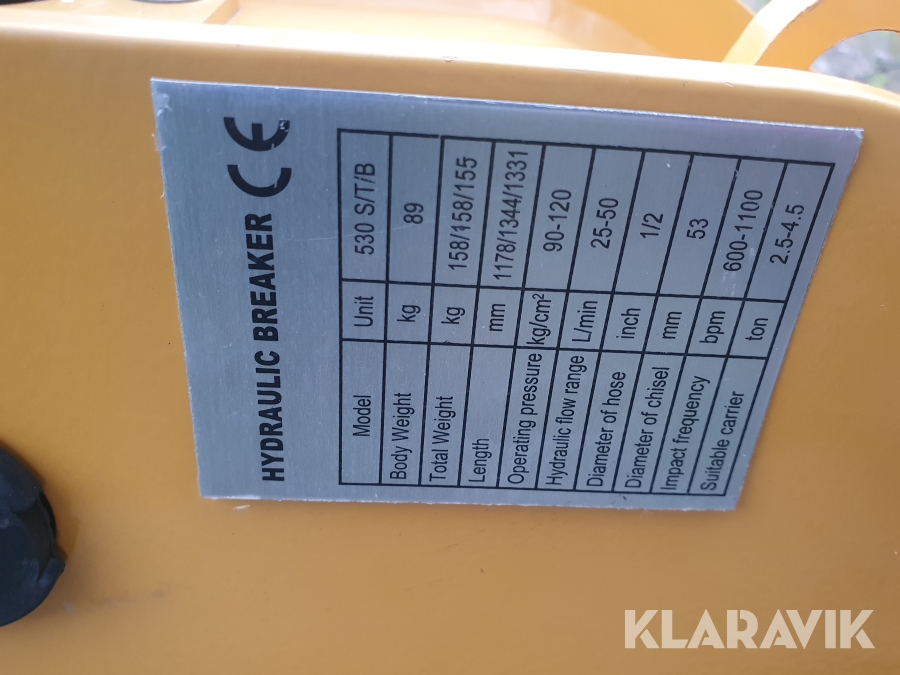 HYDRAULIC BREAKER CE
Model Unit 530 S/T/B
Body Weight kg 89
Total Weight kg 158/158/155
Length mm 1178/1344/1331
Operating pressure kg/cm² 90-120
Hydraulic flow range L/min 25-50
Diameter of hose inch 1/2
Diameter of chisel mm 53
Impact frequency bpm 600-1100
Suitable carrier ton 2.5-4.5
KLARAVIK